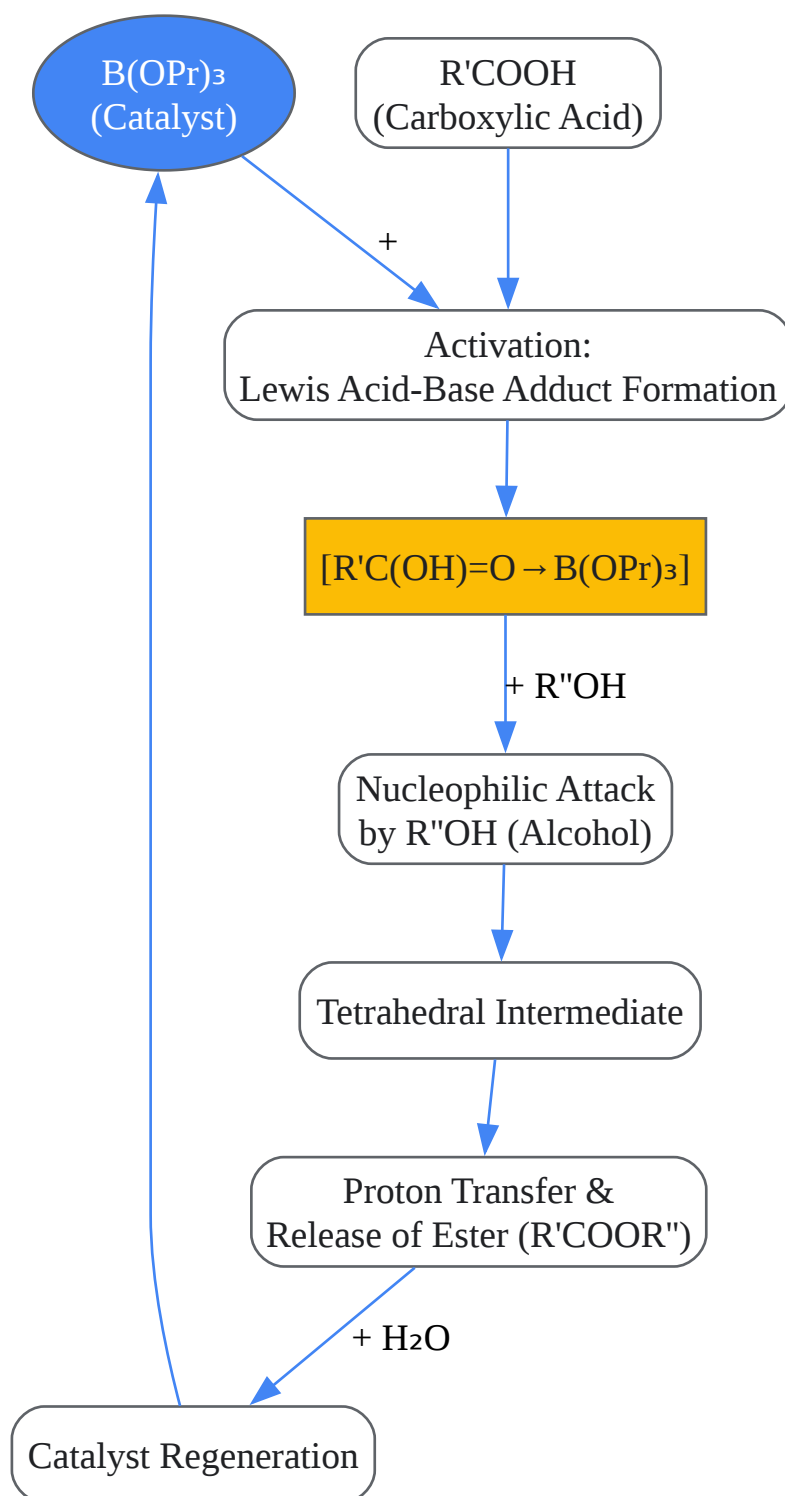 B(OPr)₃
(Catalyst)
R'COOH
(Carboxylic Acid)
+
Activation:
Lewis Acid-Base Adduct Formation
[R'C(OH)=O→B(OPr)₃]
+ R"OH
Nucleophilic Attack
by R"OH (Alcohol)
Tetrahedral Intermediate
Proton Transfer &
Release of Ester (R'COOR")
+ H₂O
Catalyst Regeneration